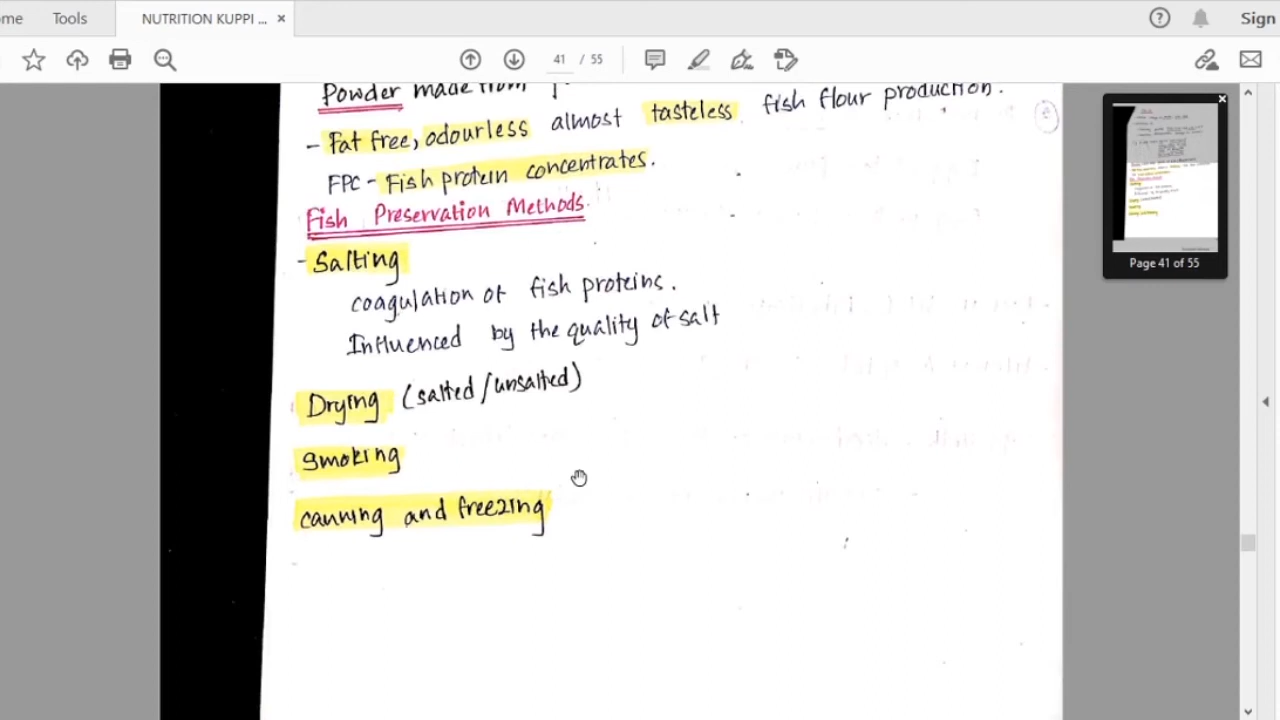 ome
Tools
NUTRITION KUPPI ...
×
?
Sign
41 / 55
Powder made from
- Fat free, odourless almost tasteless fish flour production.
FPC - Fish protein concentrates.
Fish Preservation Methods
- Salting
coagulation of fish proteins.
Influenced by the quality of salt
Drying (salted/unsalted)
smoking
canning and freezing
Page 41 of 55